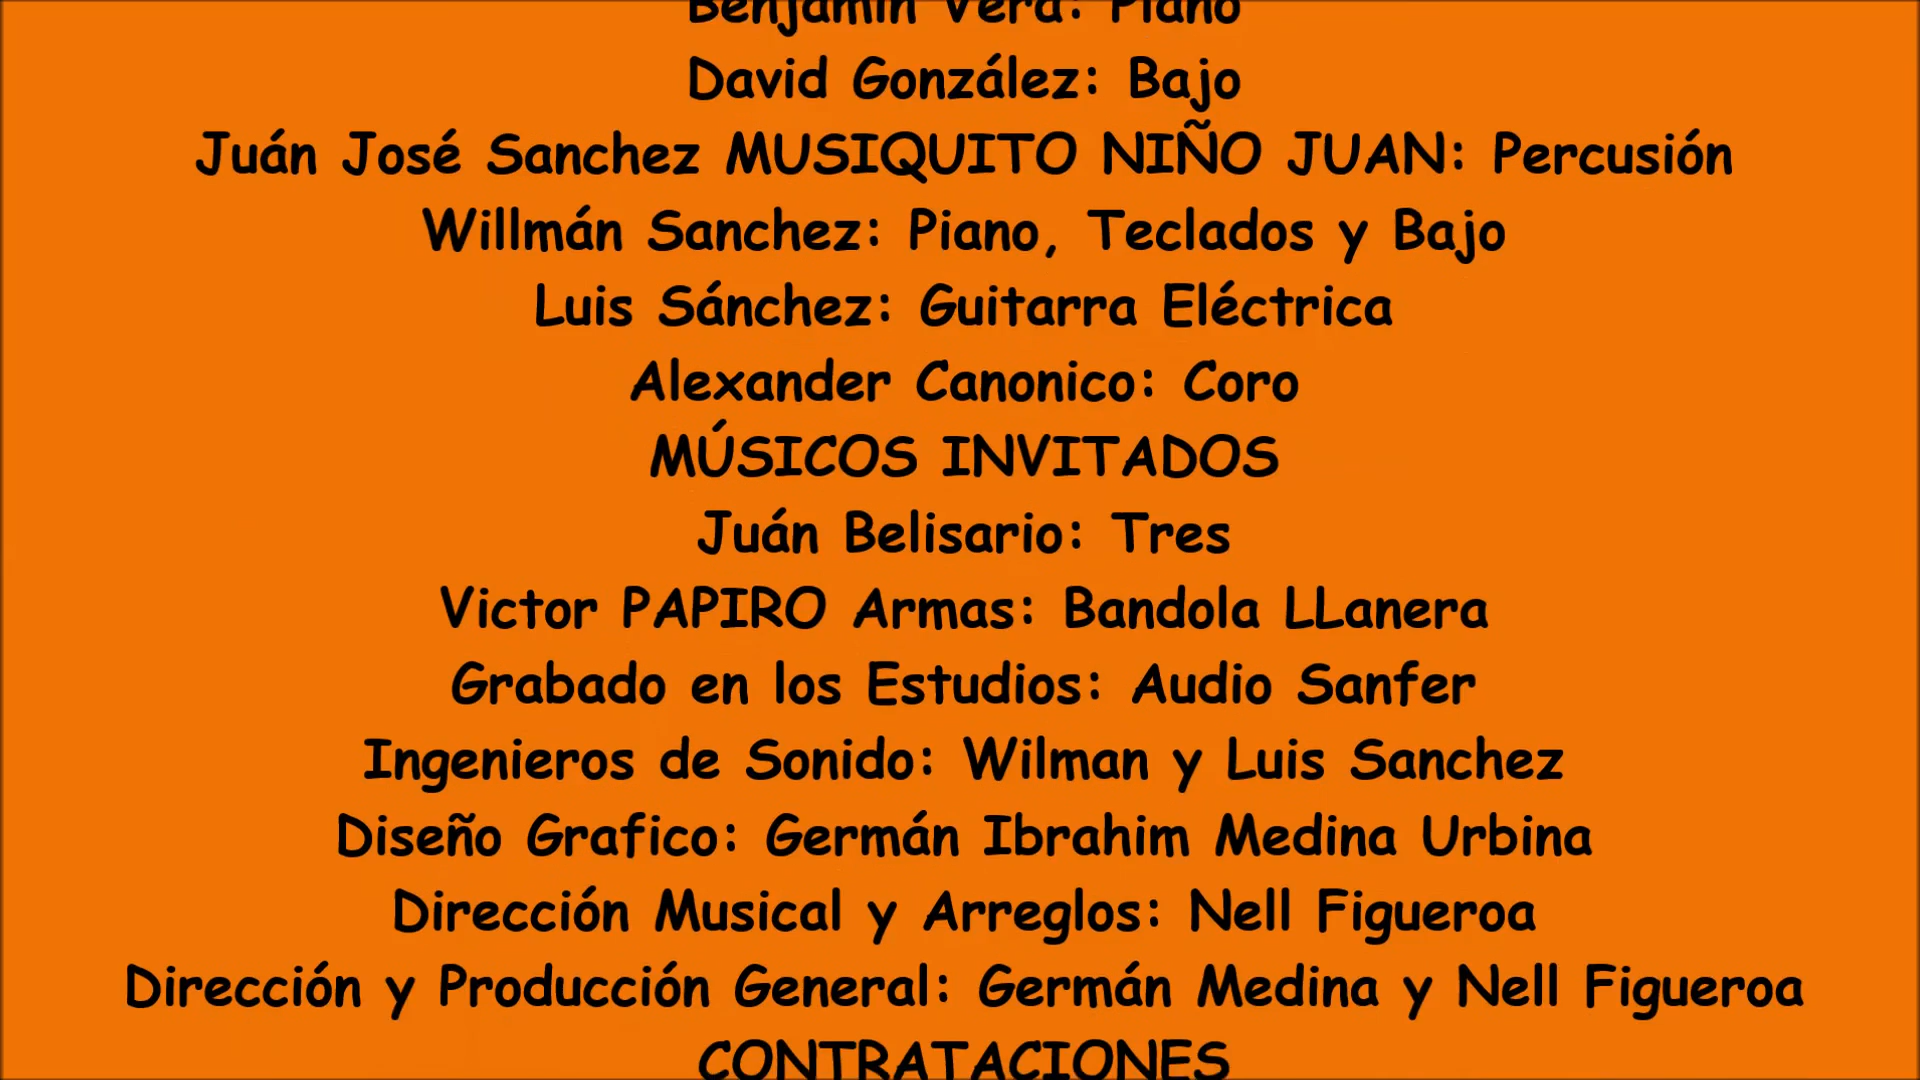 Benjamín Vera: Piano
David González: Bajo
Juán José Sanchez MUSIQUITO NIÑO JUAN: Percusión
Willmán Sanchez: Piano, Teclados y Bajo
Luis Sánchez: Guitarra Eléctrica
Alexander Canonico: Coro
MÚSICOS INVITADOS
Juán Belisario: Tres
Victor PAPIRO Armas: Bandola LLanera
Grabado en los Estudios: Audio Sanfer
Ingenieros de Sonido: Wilman y Luis Sanchez
Diseño Grafico: Germán Ibrahim Medina Urbina
Dirección Musical y Arreglos: Nell Figueroa
Dirección y Producción General: Germán Medina y Nell Figueroa
CONTRATACIONES